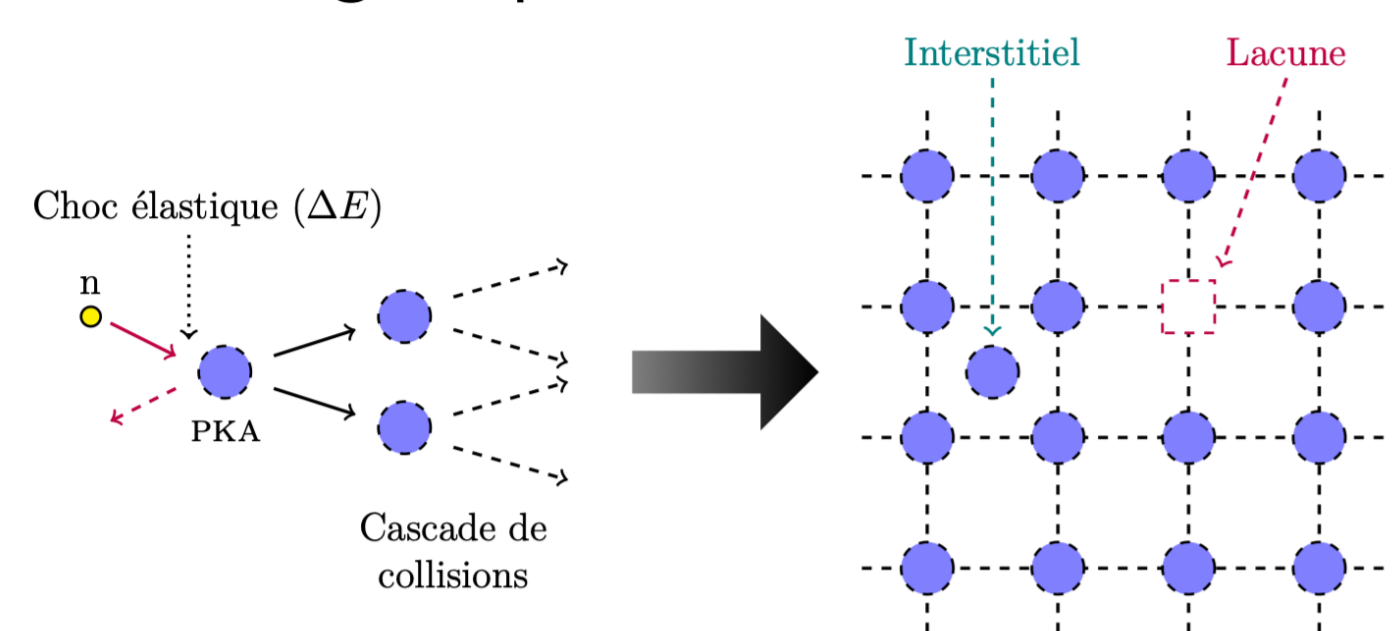 Interstitiel
Lacune
Choc élastique (ΔE)
n
PKA
Cascade de
collisions